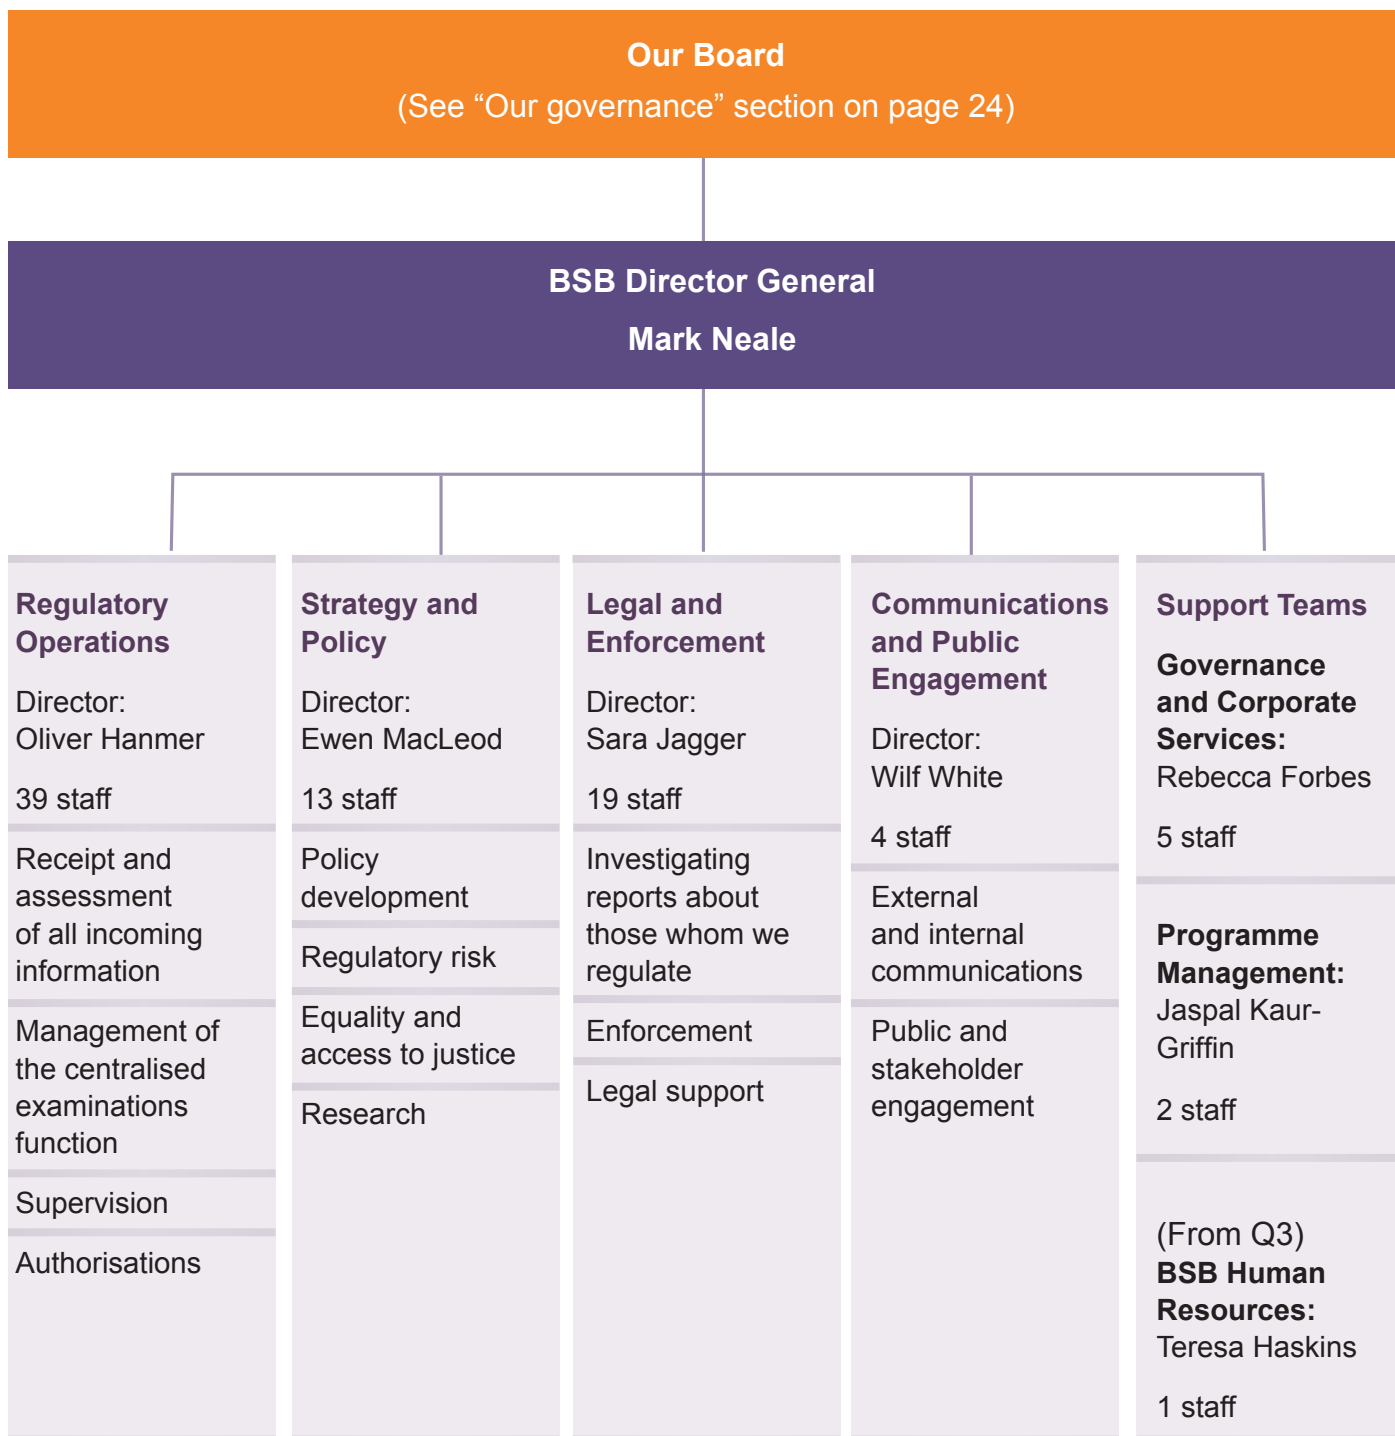 Our Board
(See “Our governance” section on page 24)
BSB Director General
Mark Neale
Regulatory
Operations
Director:
Oliver Hanmer
39 staff
Receipt and
assessment
of all incoming
information
Management of
the centralised
examinations
function
Supervision
Authorisations
Strategy and
Policy
Director:
Ewen MacLeod
13 staff
Policy
development
Regulatory risk
Equality and
access to justice
Research
Legal and
Enforcement
Director:
Sara Jagger
19 staff
Investigating
reports about
those whom we
regulate
Enforcement
Legal support
Communications
and Public
Engagement
Director:
Wilf White
4 staff
External
and internal
communications
Public and
stakeholder
engagement
Support Teams
Governance
and Corporate
Services:
Rebecca Forbes
5 staff
Programme
Management:
Jaspal Kaur-
Griffin
2 staff
(From Q3)
BSB Human
Resources:
Teresa Haskins
1 staff